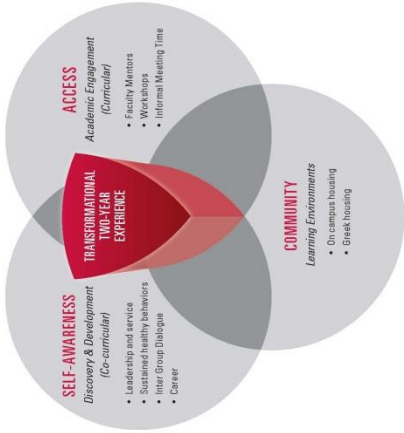 SELF-AWARENESS
Discovery & Development
(Co-curricular)
• Leadership and service
• Sustained healthy behaviors
• Inter Group Dialogue
• Career
TRANSFORMATIONAL
TWO-YEAR
EXPERIENCE
ACCESS
Academic Engagement
(Curricular)
• Faculty Mentors
• Workshops
• Informal Meeting Time
COMMUNITY
Learning Environments
• On campus housing
• Greek housing